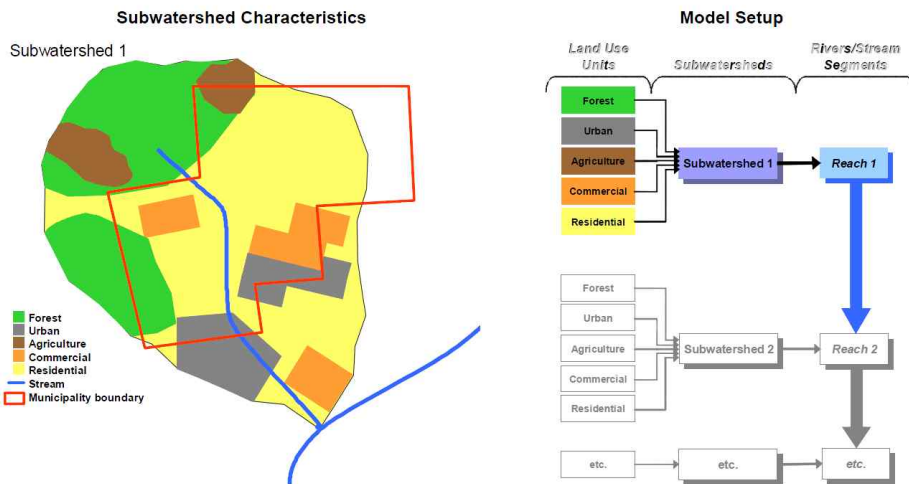 Subwatershed Characteristics
Subwatershed 1
Forest
Urban
Agriculture
Commercial
Residential
Stream
Municipality boundary
Model Setup
Land Use
Units
Subwatersheds
Rivers/Stream
Segments
Forest
Urban
Agriculture
Commercial
Residential
Subwatershed 1
Reach 1
Forest
Urban
Agriculture
Commercial
Residential
Subwatershed 2
Reach 2
etc.
etc.
etc.